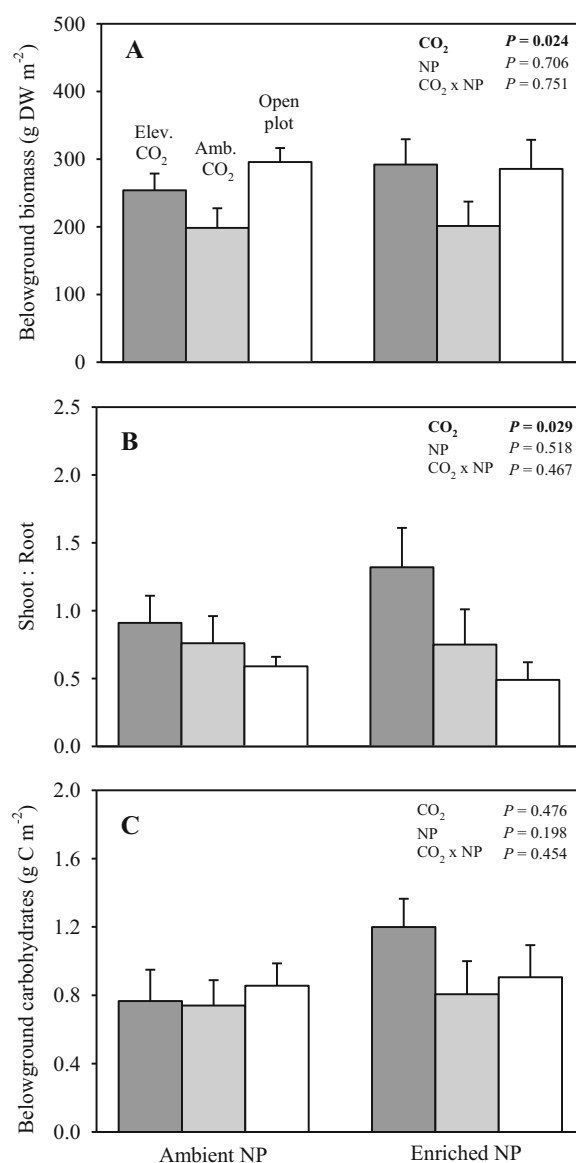 500
400
300
200
100
0
Belowground biomass (g DW m⁻²)
A
CO₂ P = 0.024
NP P = 0.706
CO₂ x NP P = 0.751
Elev. CO₂
Amb. CO₂
Open plot
2.5
2.0
1.5
1.0
0.5
0.0
Shoot : Root
B
CO₂ P = 0.029
NP P = 0.518
CO₂ x NP P = 0.467
2.0
1.6
1.2
0.8
0.4
0.0
Belowground carbohydrates (g C m⁻²)
C
CO₂ P = 0.476
NP P = 0.198
CO₂ x NP P = 0.454
Ambient NP Enriched NP